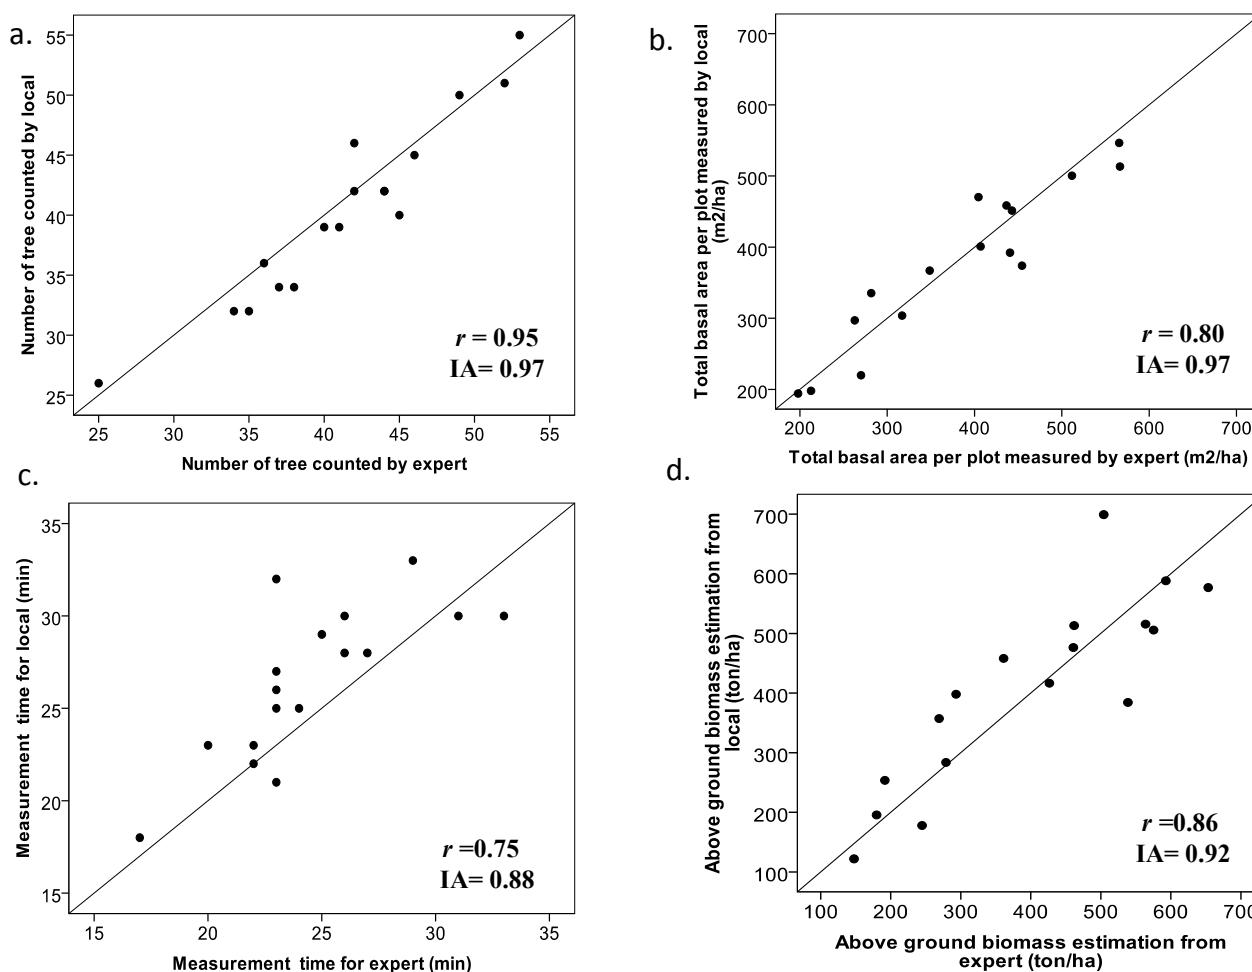 a.
Number of tree counted by local
55
50
45
40
35
30
25
r = 0.95
IA= 0.97
25 30 35 40 45 50 55
Number of tree counted by expert
b.
Total basal area per plot measured by local
(m2/ha)
700
600
500
400
300
200
r = 0.80
IA= 0.97
200 300 400 500 600 700
Total basal area per plot measured by expert (m2/ha)
c.
Measurement time for local (min)
35
30
25
20
15
r =0.75
IA= 0.88
15 20 25 30 35
Measurement time for expert (min)
d.
Above ground biomass estimation from
local (ton/ha)
700
600
500
400
300
200
100
r =0.86
IA= 0.92
100 200 300 400 500 600 700
Above ground biomass estimation from
expert (ton/ha)